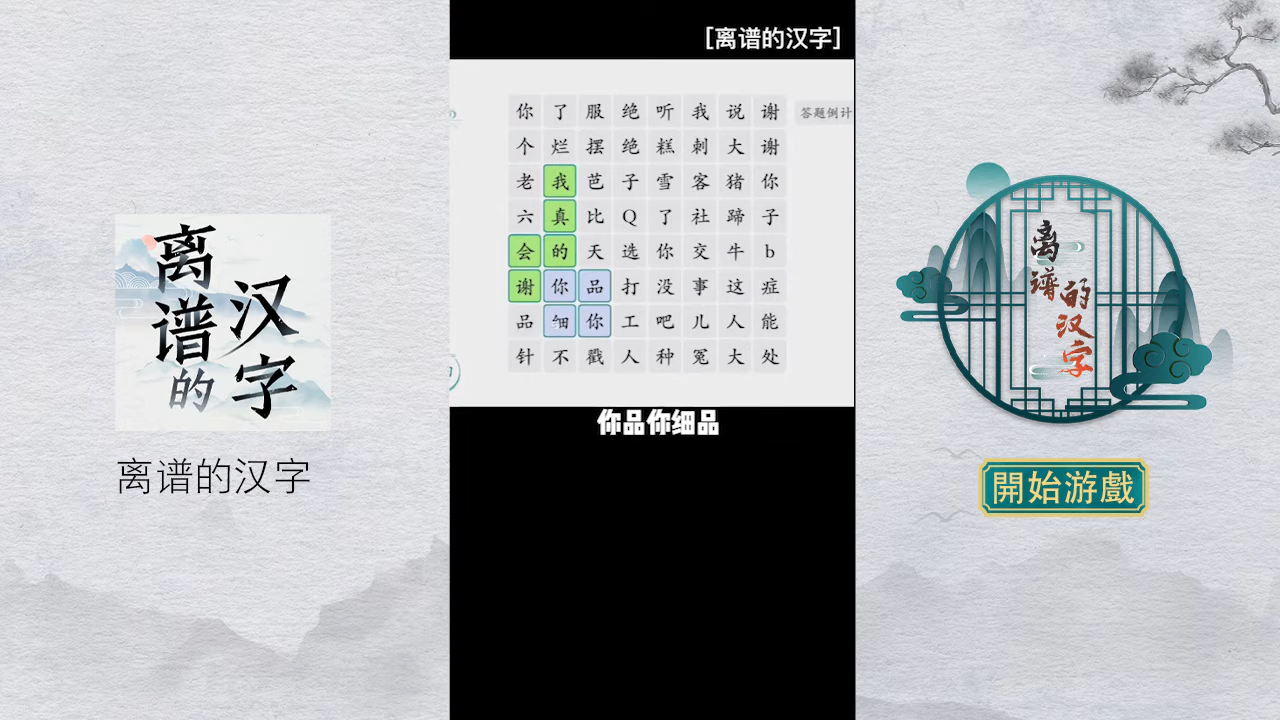 [离谱的汉字]
你了服绝听我说谢
答题倒计
个烂摆绝糕刺大谢
老我芭子雪客猪你
六真比Q了社蹄子
会的天选你交牛b
谢你品打没事这症
品细你工吧儿人能
针不戳人种冤大处
你品你细品
离谱的汉字
离谱的汉字
离谱的汉字
開始游戲